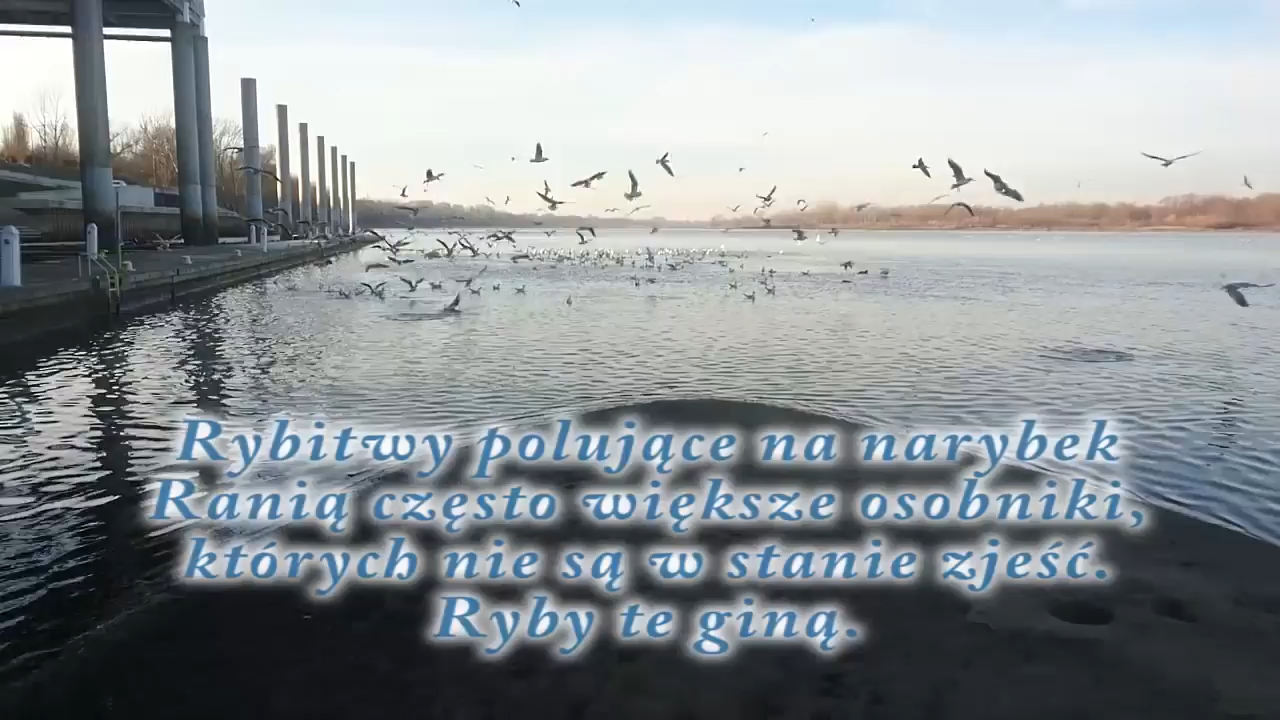 Rybitwy polujące na narybek
Ranią często większe osobniki,
których nie są w stanie zjeść.
Ryby te giną.